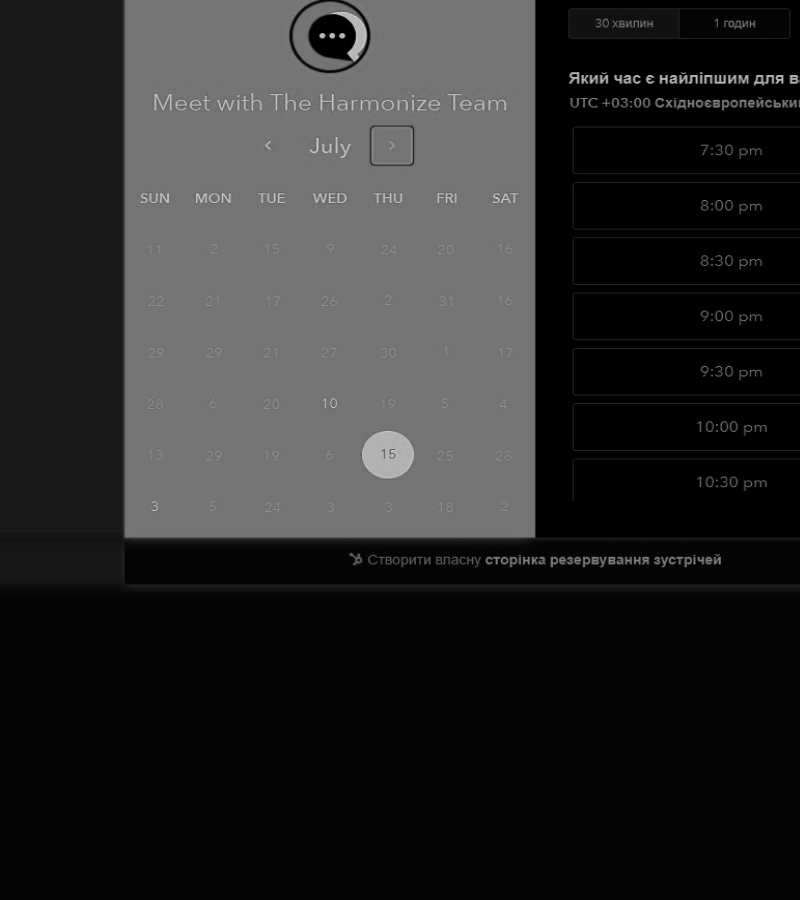 Meet with The Harmonize Team
July
SUN MON TUE WED THU FRI SAT
11 2 15 9 24 20 16
22 21 17 26 2 31 16
29 29 21 27 30 1 17
28 6 20 10 19 5 4
13 29 19 6 15 25 28
3 5 24 3 3 18 2
30 хвилин 1 годин
Який час є найліпшим для
UTC +03:00
7:30 pm
8:00 pm
8:30 pm
9:00 pm
9:30 pm
10:00 pm
10:30 pm
Створити власну сторінка резервування зустрічей